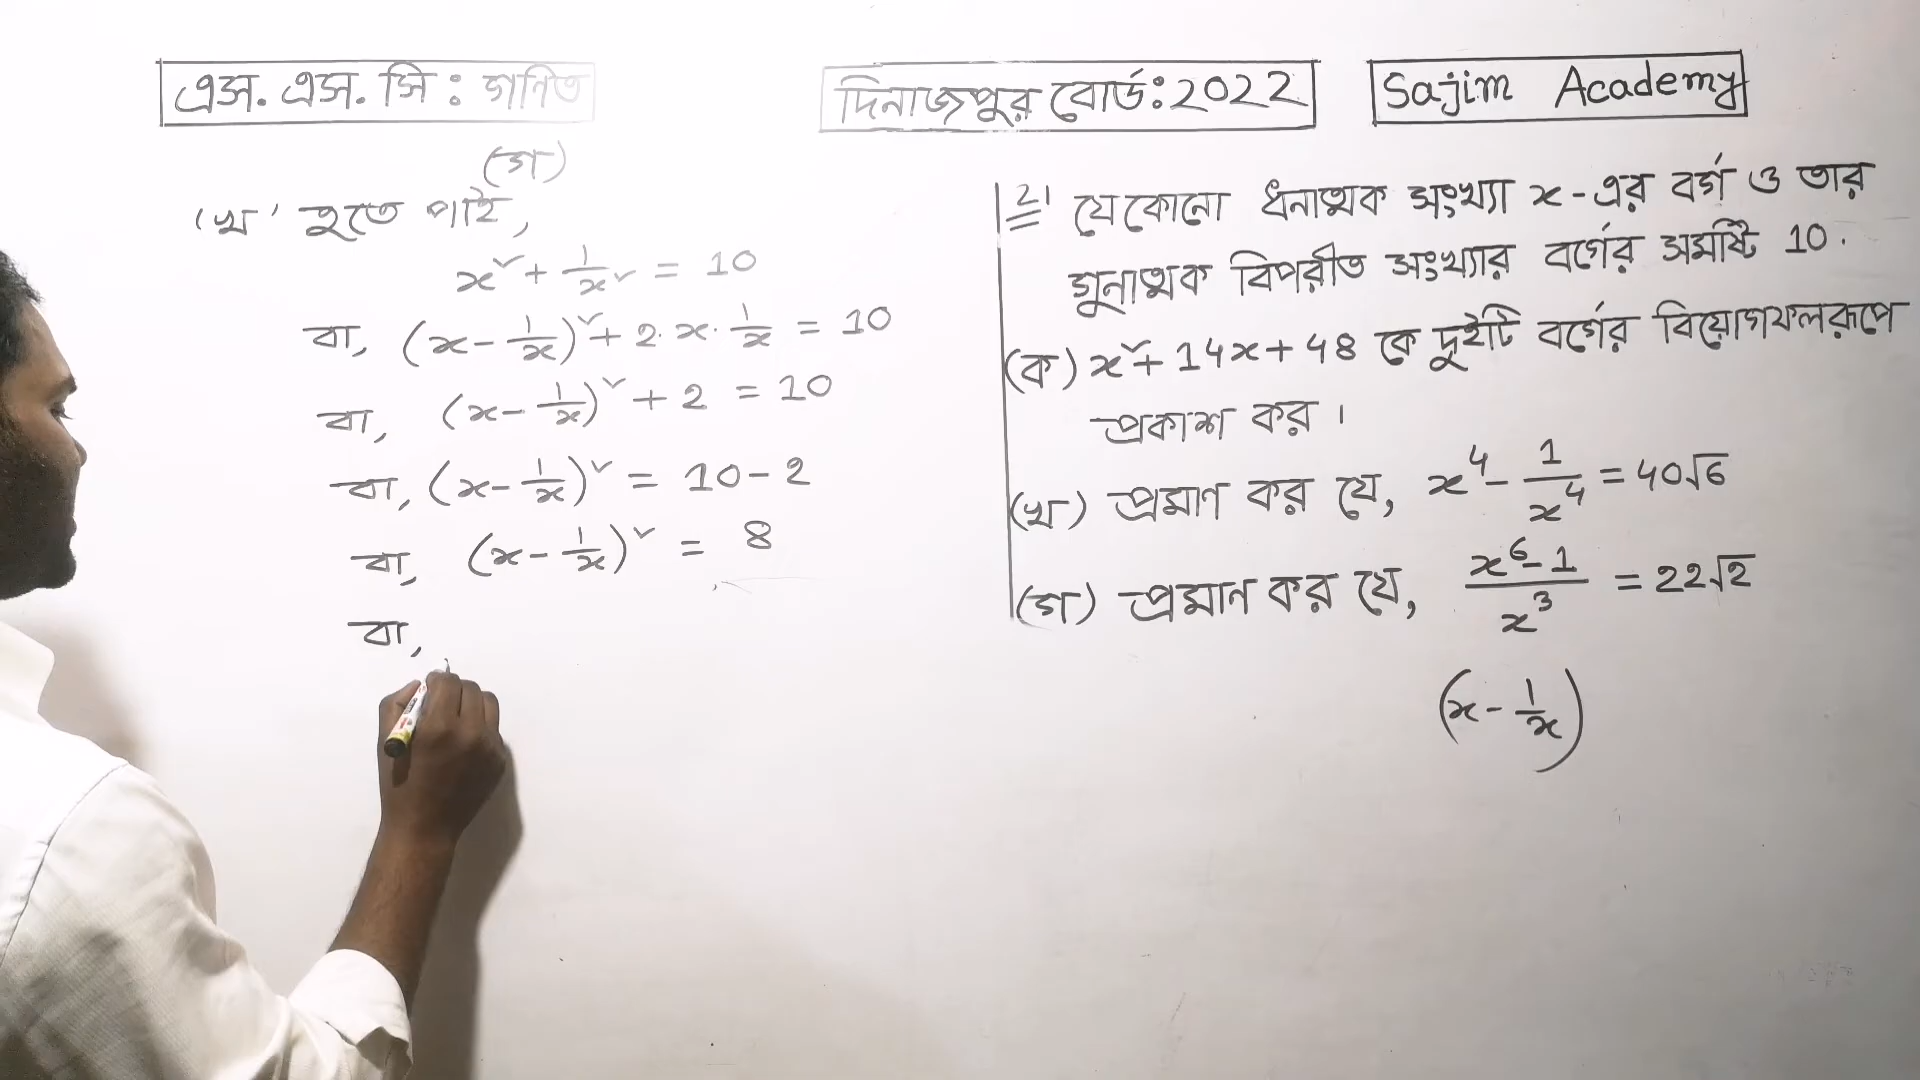 এস. এস. সি : গনিত
দিনাজপুর বোর্ড: 2022
Sajim Academy
(গ)
'খ' হতে পাই,
x² + 1/x² = 10
বা, (x - 1/x)² + 2·x·1/x = 10
বা, (x - 1/x)² + 2 = 10
বা, (x - 1/x)² = 10 - 2
বা, (x - 1/x)² = 8
বা,
2। যেকোনো ধনাত্মক সংখ্যা x-এর বর্গ ও তার
গুনাত্মক বিপরীত সংখ্যার বর্গের সমষ্টি 10.
(ক) x² + 14x + 48 কে দুইটি বর্গের বিয়োগফলরূপে
প্রকাশ কর।
(খ) প্রমাণ কর যে, x⁴ - 1/x⁴ = 40√6
(গ) প্রমান কর যে, (x⁶ - 1)/x³ = 22√2
(x - 1/x)